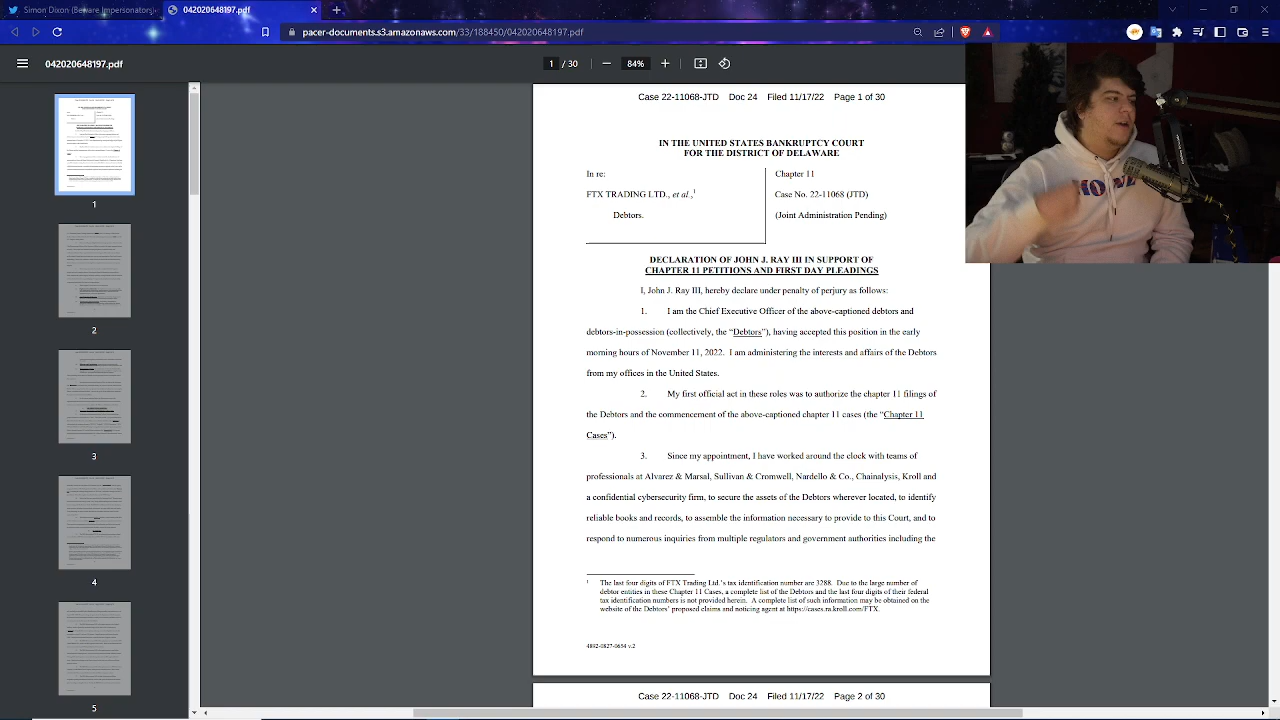 Simon Dixon (Beware Impersonators)
042020648197.pdf
pacer-documents.s3.amazonaws.com/33/188450/042020648197.pdf
042020648197.pdf
1 / 30
84%
1
2
3
4
5
Case 22-11068-JTD Doc 24 Filed 11/17/22 Page 1 of 30
IN THE UNITED STATES BANKRUPTCY COURT
FOR THE DISTRICT OF DELAWARE
In re:
Chapter 11
FTX TRADING LTD., et al.,1
Case No. 22-11068 (JTD)
Debtors.
(Joint Administration Pending)
DECLARATION OF JOHN J. RAY III IN SUPPORT OF
CHAPTER 11 PETITIONS AND FIRST DAY PLEADINGS
I, John J. Ray III, hereby declare under penalty of perjury as follows:
1. I am the Chief Executive Officer of the above-captioned debtors and
debtors-in-possession (collectively, the “Debtors”), having accepted this position in the early
morning hours of November 11, 2022. I am administering the interests and affairs of the Debtors
from my offices in the United States.
2. My first official act in these roles was to authorize the chapter 11 filings of
the Debtors and the commencement of the above-captioned chapter 11 cases (the “Chapter 11
Cases”).
3. Since my appointment, I have worked around the clock with teams of
professionals at Alvarez & Marsal, Sullivan & Cromwell, Nardello & Co., Chainalysis, Kroll and
a confidential cybersecurity firm, to secure the assets of the Debtors wherever located, to identify
reliable books and records, to assemble the information necessary to provide to this Court, and to
respond to numerous inquiries from multiple regulators and government authorities including the
1 The last four digits of FTX Trading Ltd.’s tax identification number are 3288. Due to the large number of
debtor entities in these Chapter 11 Cases, a complete list of the Debtors and the last four digits of their federal
tax identification numbers is not provided herein. A complete list of such information may be obtained on the
website of the Debtors’ proposed claims and noticing agent at https://cases.ra.kroll.com/FTX.
4892-0827-0654 v.2
Case 22-11068-JTD Doc 24 Filed 11/17/22 Page 2 of 30